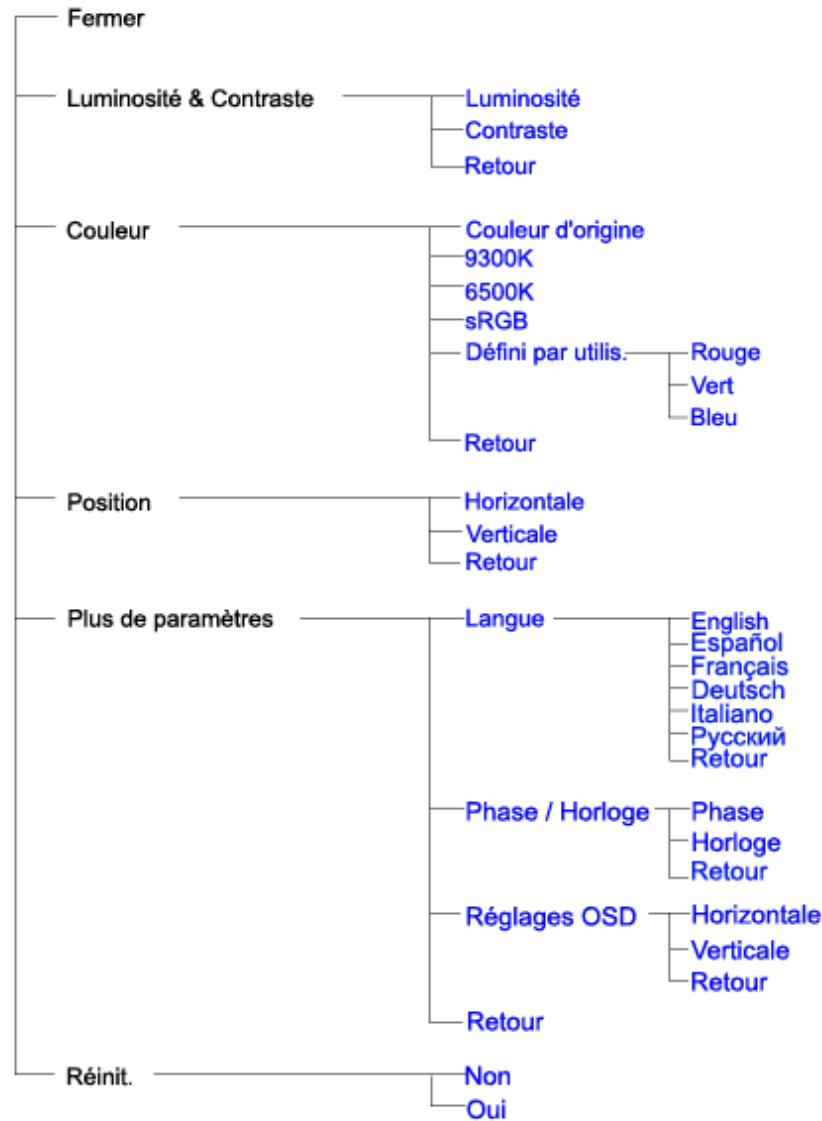 Fermer
Luminosité & Contraste
Luminosité
Contraste
Retour
Couleur
Couleur d'origine
9300K
6500K
sRGB
Défini par utilis.
Rouge
Vert
Bleu
Retour
Position
Horizontale
Verticale
Retour
Plus de paramètres
Langue
English
Español
Français
Deutsch
Italiano
Русский
Retour
Phase / Horloge
Phase
Horloge
Retour
Réglages OSD
Horizontale
Verticale
Retour
Retour
Réinit.
Non
Oui